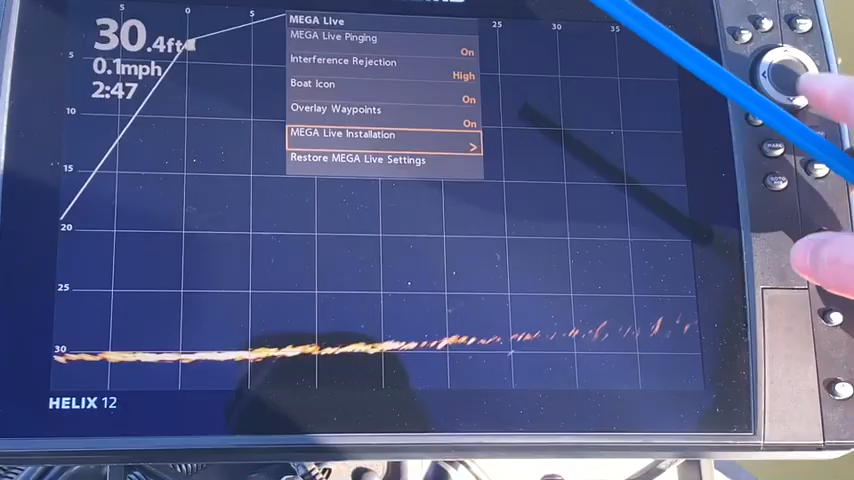 5 0 5 25 30 35
30.4ft
0.1mph
2:47
MEGA Live
MEGA Live Pinging On
Interference Rejection High
Boat Icon On
Overlay Waypoints On
MEGA Live Installation >
Restore MEGA Live Settings
5
10
15
20
25
30
HELIX 12
MARK
GOTO